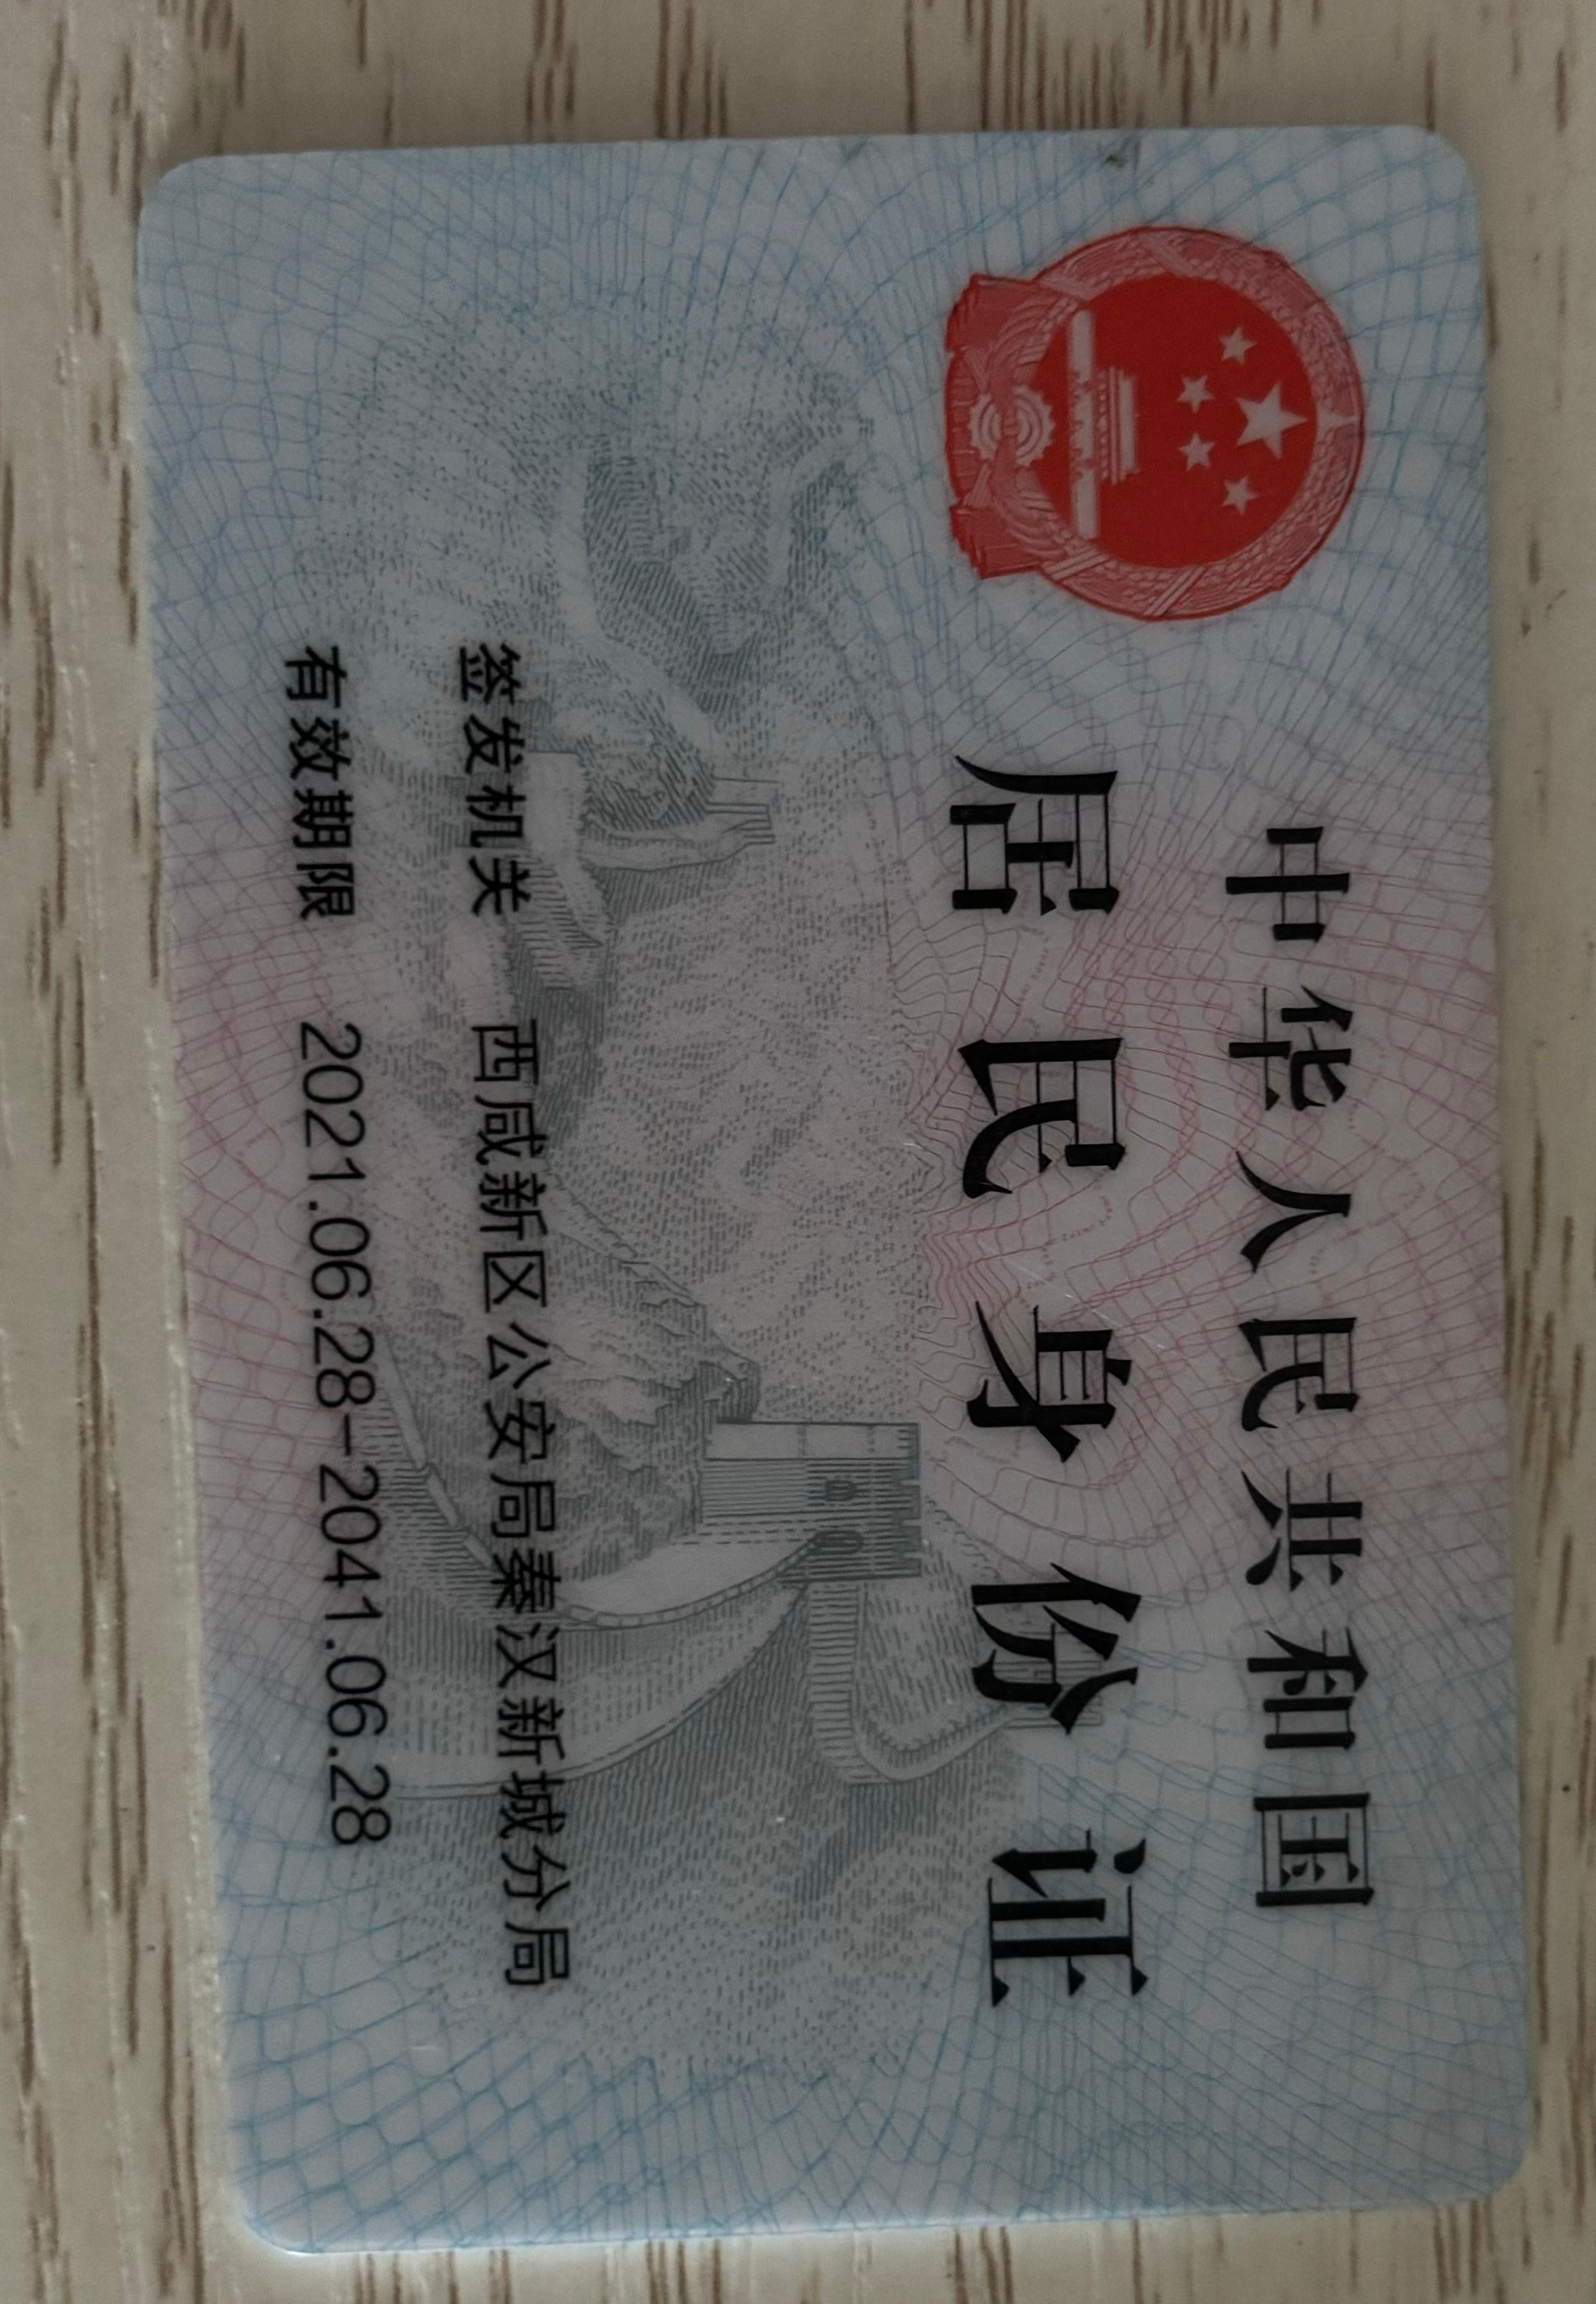 中华人民共和国
居民身份证
签发机关 西咸新区公安局秦汉新城分局
有效期限 2021.06.28-2041.06.28